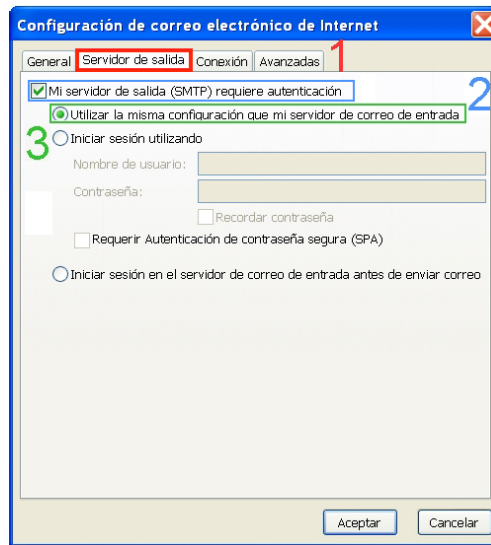 Configuración de correo electrónico de Internet
General Servidor de salida Conexión Avanzadas 1
Mi servidor de salida (SMTP) requiere autenticación 2
Utilizar la misma configuración que mi servidor de correo de entrada
3 Iniciar sesión utilizando
Nombre de usuario:
Contraseña:
Recordar contraseña
Requerir Autenticación de contraseña segura (SPA)
Iniciar sesión en el servidor de correo de entrada antes de enviar correo
Aceptar Cancelar